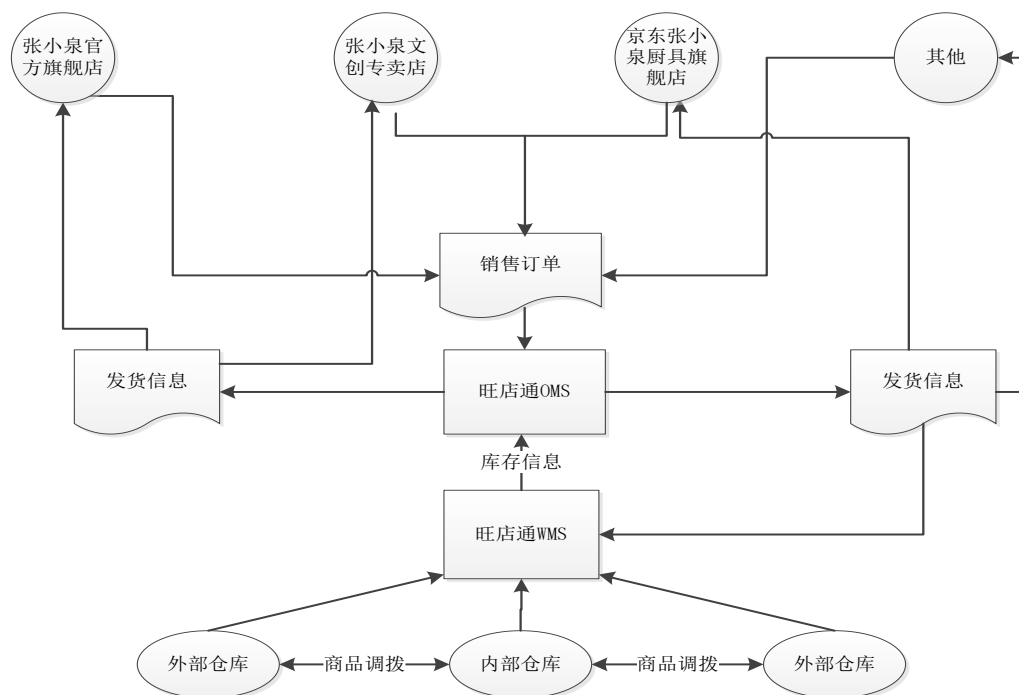 张小泉官
方旗舰店
张小泉文
创专卖店
京东张小
泉厨具旗
舰店
其他
销售订单
发货信息
旺店通OMS
发货信息
库存信息
旺店通WMS
外部仓库
商品调拨
内部仓库
商品调拨
外部仓库